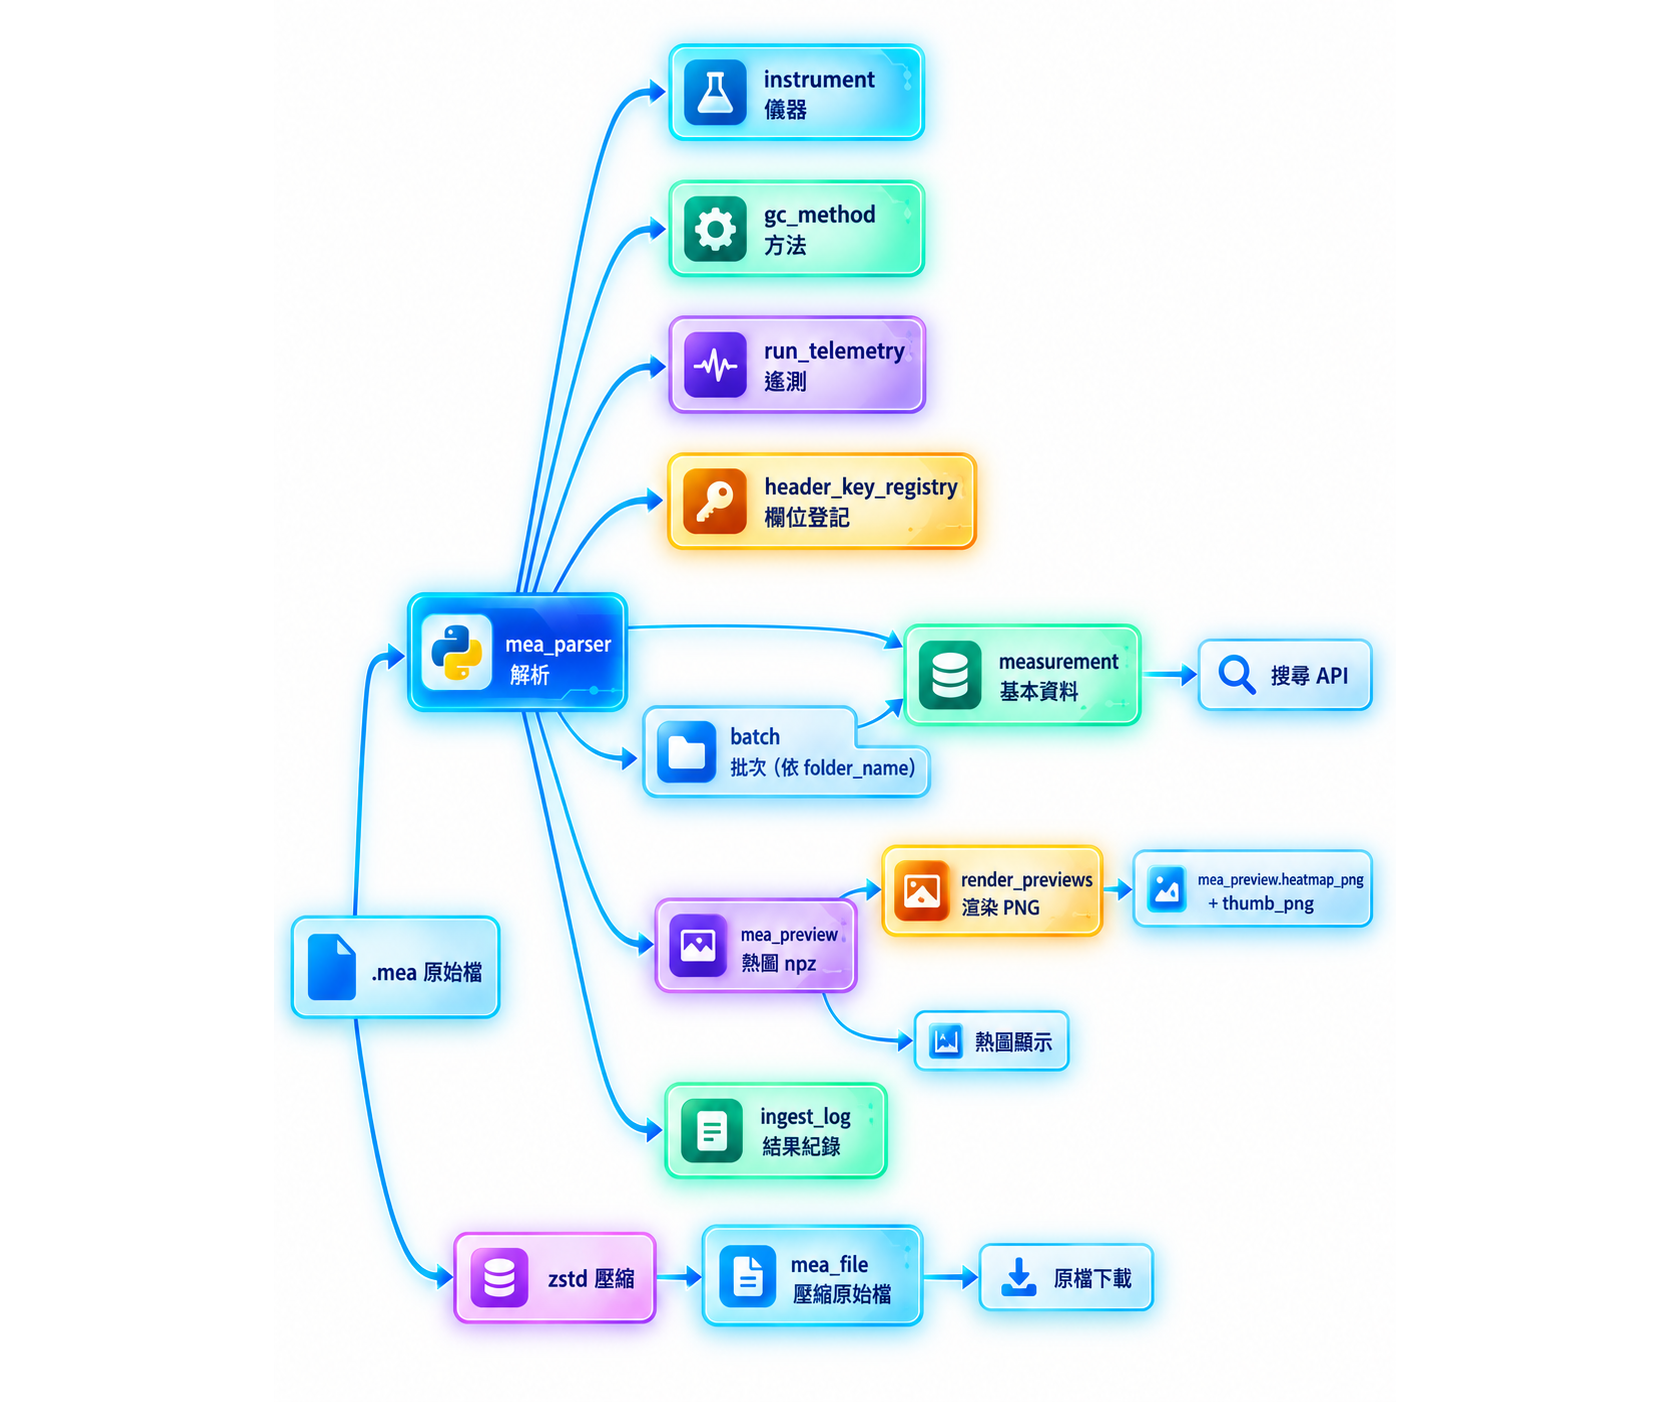 instrument
儀器
gc_method
方法
run_telemetry
遙測
header_key_registry
欄位登記
mea_parser
解析
measurement
基本資料
搜尋 API
batch
批次（依 folder_name）
render_previews
渲染 PNG
mea_preview.heatmap_png
+ thumb_png
mea_preview
熱圖 npz
.mea 原始檔
熱圖顯示
ingest_log
結果紀錄
zstd 壓縮
mea_file
壓縮原始檔
原檔下載